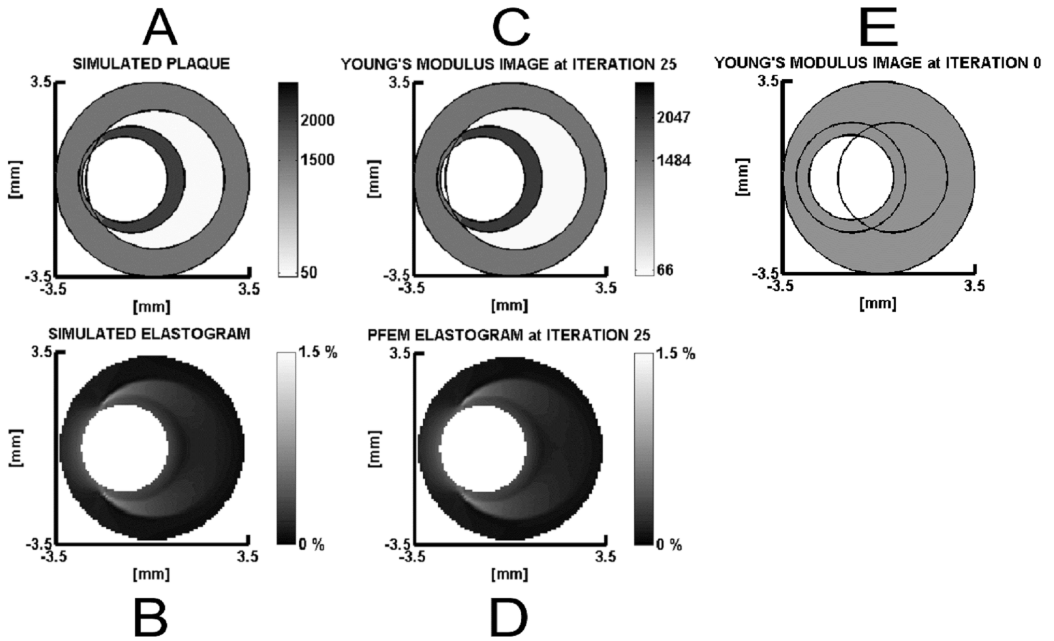 A
C
E
SIMULATED PLAQUE
YOUNG'S MODULUS IMAGE at ITERATION 25
YOUNG'S MODULUS IMAGE at ITERATION 0
3.5
[mm]
-3.5
-3.5
3.5
[mm]
2000
1500
50
3.5
[mm]
-3.5
-3.5
3.5
[mm]
2047
1484
66
3.5
[mm]
-3.5
-3.5
3.5
[mm]
SIMULATED ELASTOGRAM
PFEM ELASTOGRAM at ITERATION 25
3.5
[mm]
-3.5
-3.5
3.5
[mm]
1.5 %
0 %
3.5
[mm]
-3.5
-3.5
3.5
[mm]
1.5 %
0 %
B
D